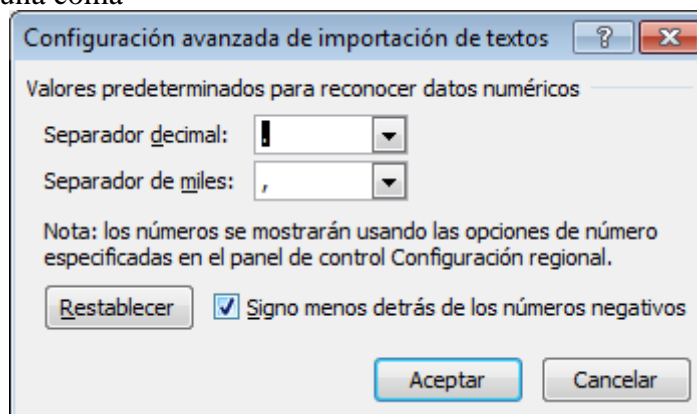 una coma
Configuración avanzada de importación de textos
Valores predeterminados para reconocer datos numéricos
Separador decimal: .
Separador de miles: ,
Nota: los números se mostrarán usando las opciones de número
especificadas en el panel de control Configuración regional.
Restablecer Signo menos detrás de los números negativos
Aceptar Cancelar